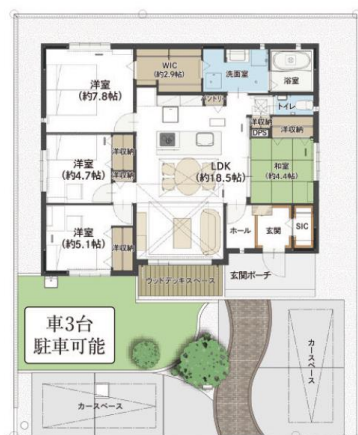 洋室
(約7.8帖)
WIC
(約2.9帖)
洗面室
浴室
パントリー
トイレ
洋収納
洋収納
DPS
洋室
(約4.7帖)
洋収納
洋収納
LDK
(約18.5帖)
和室
(約4.4帖)
洋室
(約5.1帖)
洋収納
ホール
玄関
SIC
ウッドデッキスペース
玄関ポーチ
車3台
駐車可能
カースペース
カースペース